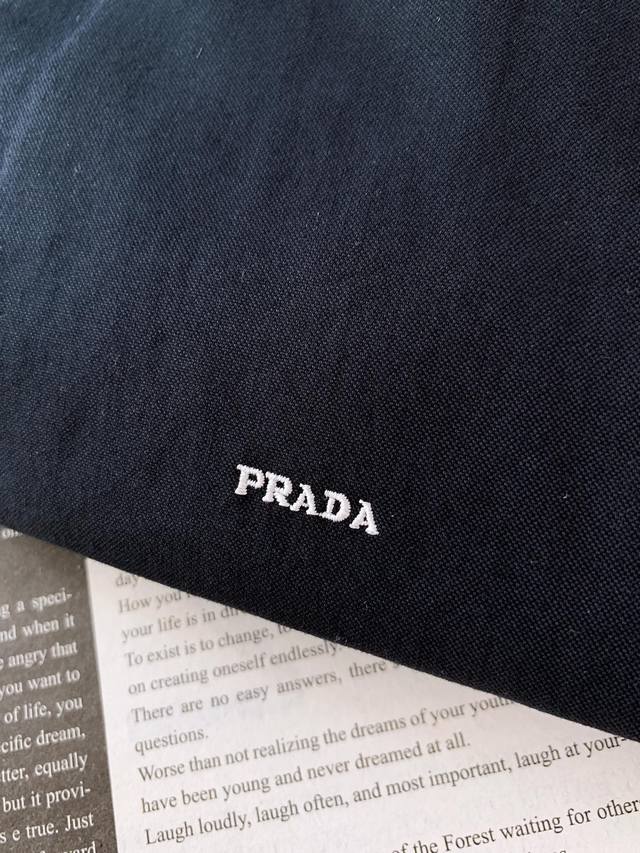 PRADA
g a speci-
nd when it
e angry that
you want to
of life, you
cific dream,
tter, equally
but it provi-
s e true. Just
day
How you
your life is in
To exist is to change,
on creating oneself endlessly.
There are no easy answers, there
questions.
Worse than not realizing the dreams of your youth
have been young and never dreamed at all.
Laugh loudly, laugh often, and most important, laugh at your-
of the Forest waiting for other